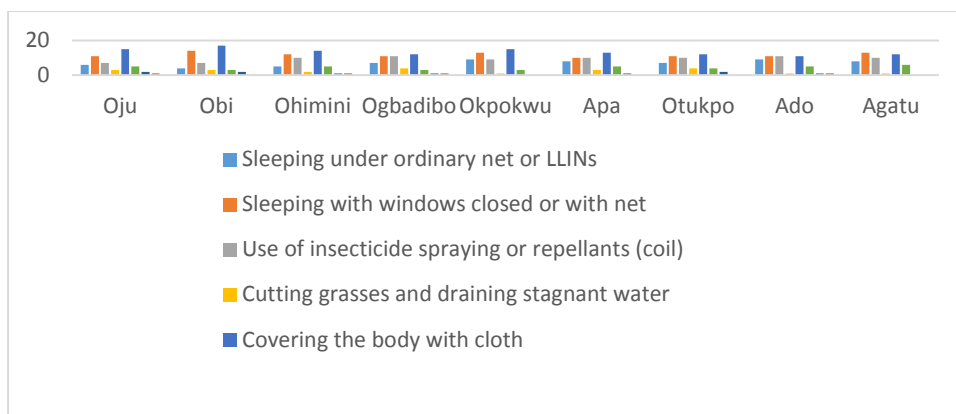 20
0
Oju Obi Ohimini Ogbadibo Okpokwu Apa Otukpo Ado Agatu
Sleeping under ordinary net or LLINs
Sleeping with windows closed or with net
Use of insecticide spraying or repellants (coil)
Cutting grasses and draining stagnant water
Covering the body with cloth